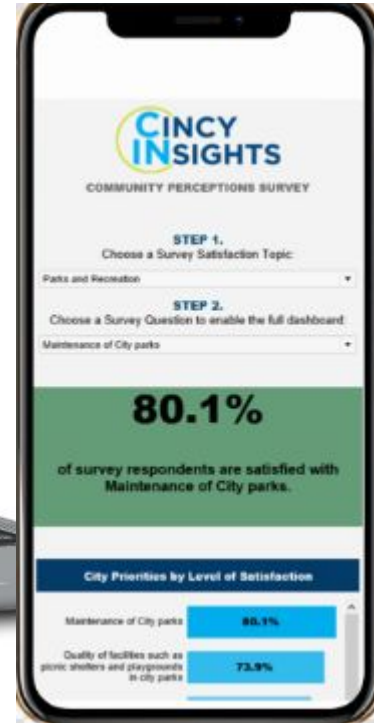 CINCY
INSIGHTS
COMMUNITY PERCEPTIONS SURVEY
STEP 1.
Choose a Survey Satisfaction Topic
Parks and Recreation
STEP 2.
Choose a Survey Question to enable the full dashboard
Maintenance of City parks
80.1%
of survey respondents are satisfied with
Maintenance of City parks.
City Priorities by Level of Satisfaction
Maintenance of City parks
80.1%
Quality of facilities such as
picnic shelters and playgrounds
in city parks
73.9%